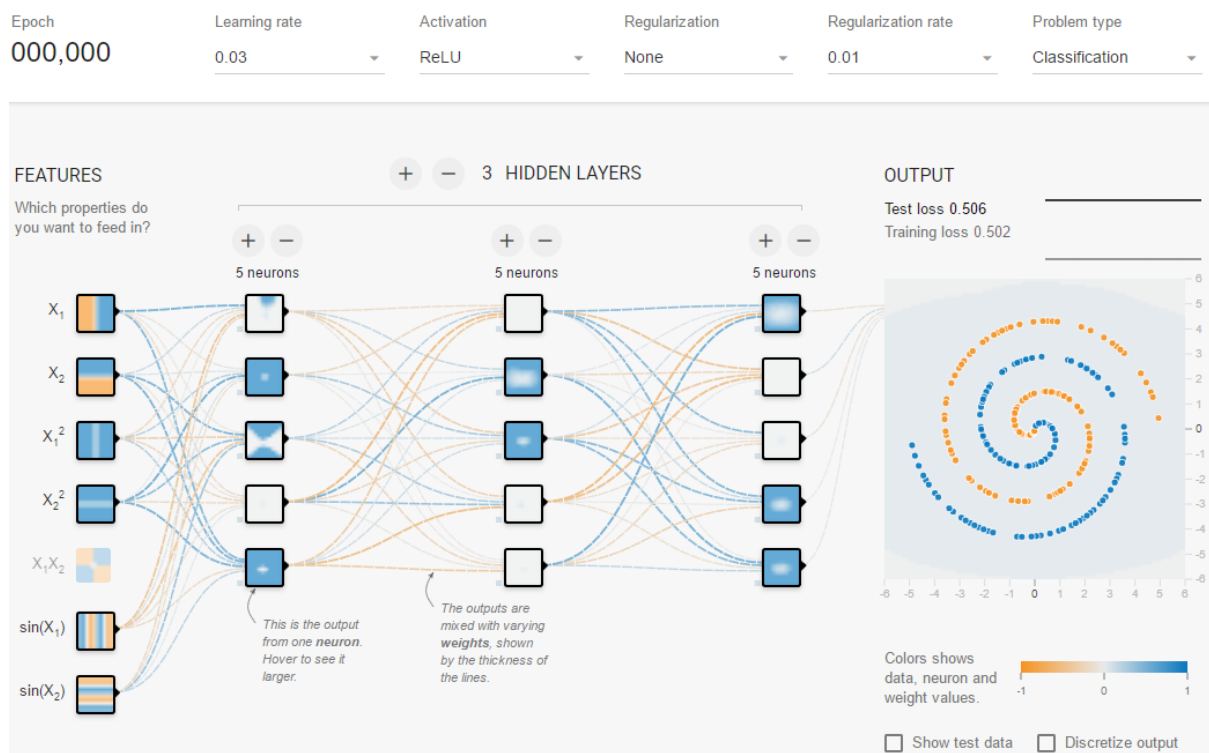 Epoch
000,000
Learning rate
0.03
Activation
ReLU
Regularization
None
Regularization rate
0.01
Problem type
Classification
FEATURES
Which properties do
you want to feed in?
+ − 3 HIDDEN LAYERS
+ − + − + −
5 neurons 5 neurons 5 neurons
X₁
X₂
X₁²
X₂²
X₁X₂
sin(X₁)
sin(X₂)
This is the output
from one neuron.
Hover to see it
larger.
The outputs are
mixed with varying
weights, shown
by the thickness of
the lines.
OUTPUT
Test loss 0.506
Training loss 0.502
6
5
4
3
2
1
0
-1
-2
-3
-4
-5
-6
-6 -5 -4 -3 -2 -1 0 1 2 3 4 5 6
Colors shows
data, neuron and
weight values.
-1 0 1
Show test data
Discretize output